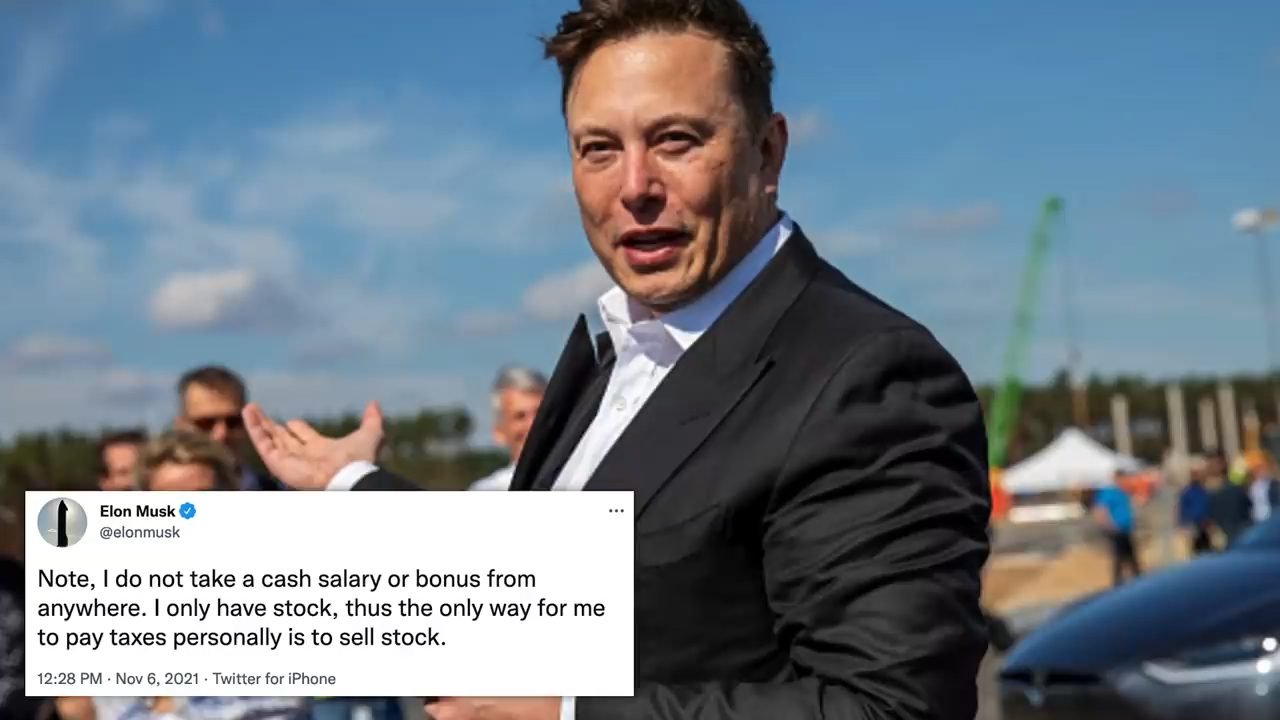 Elon Musk
@elonmusk
Note, I do not take a cash salary or bonus from
anywhere. I only have stock, thus the only way for me
to pay taxes personally is to sell stock.
12:28 PM · Nov 6, 2021 · Twitter for iPhone